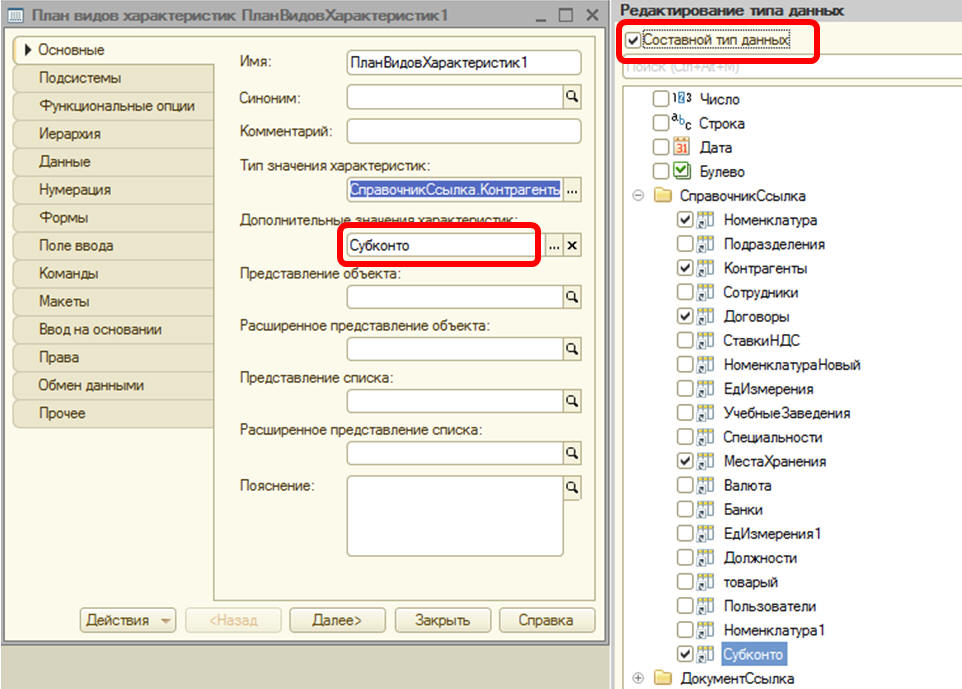 План видов характеристик ПланВидовХарактеристик1
Основные
Подсистемы
Функциональные опции
Иерархия
Данные
Нумерация
Формы
Поле ввода
Команды
Макеты
Ввод на основании
Права
Обмен данными
Прочее
Имя:
ПланВидовХарактеристик1
Синоним:
Комментарий:
Тип значения характеристик:
СправочникСсылка.Контрагенты
...
Дополнительные значения характеристик:
Субконто
...
Представление объекта:
Расширенное представление объекта:
Представление списка:
Расширенное представление списка:
Пояснение:
Действия
<Назад
Далее>
Закрыть
Справка
Редактирование типа данных
Составной тип данных
Поиск (Ctrl+Alt+M)
123 Число
abc Строка
31 Дата
Булево
СправочникСсылка
Номенклатура
Подразделения
Контрагенты
Сотрудники
Договоры
СтавкиНДС
НоменклатураНовый
ЕдИзмерения
УчебныеЗаведения
Специальности
МестаХранения
Валюта
Банки
ЕдИзмерения1
Должности
товарый
Пользователи
Номенклатура1
Субконто
ДокументСсылка